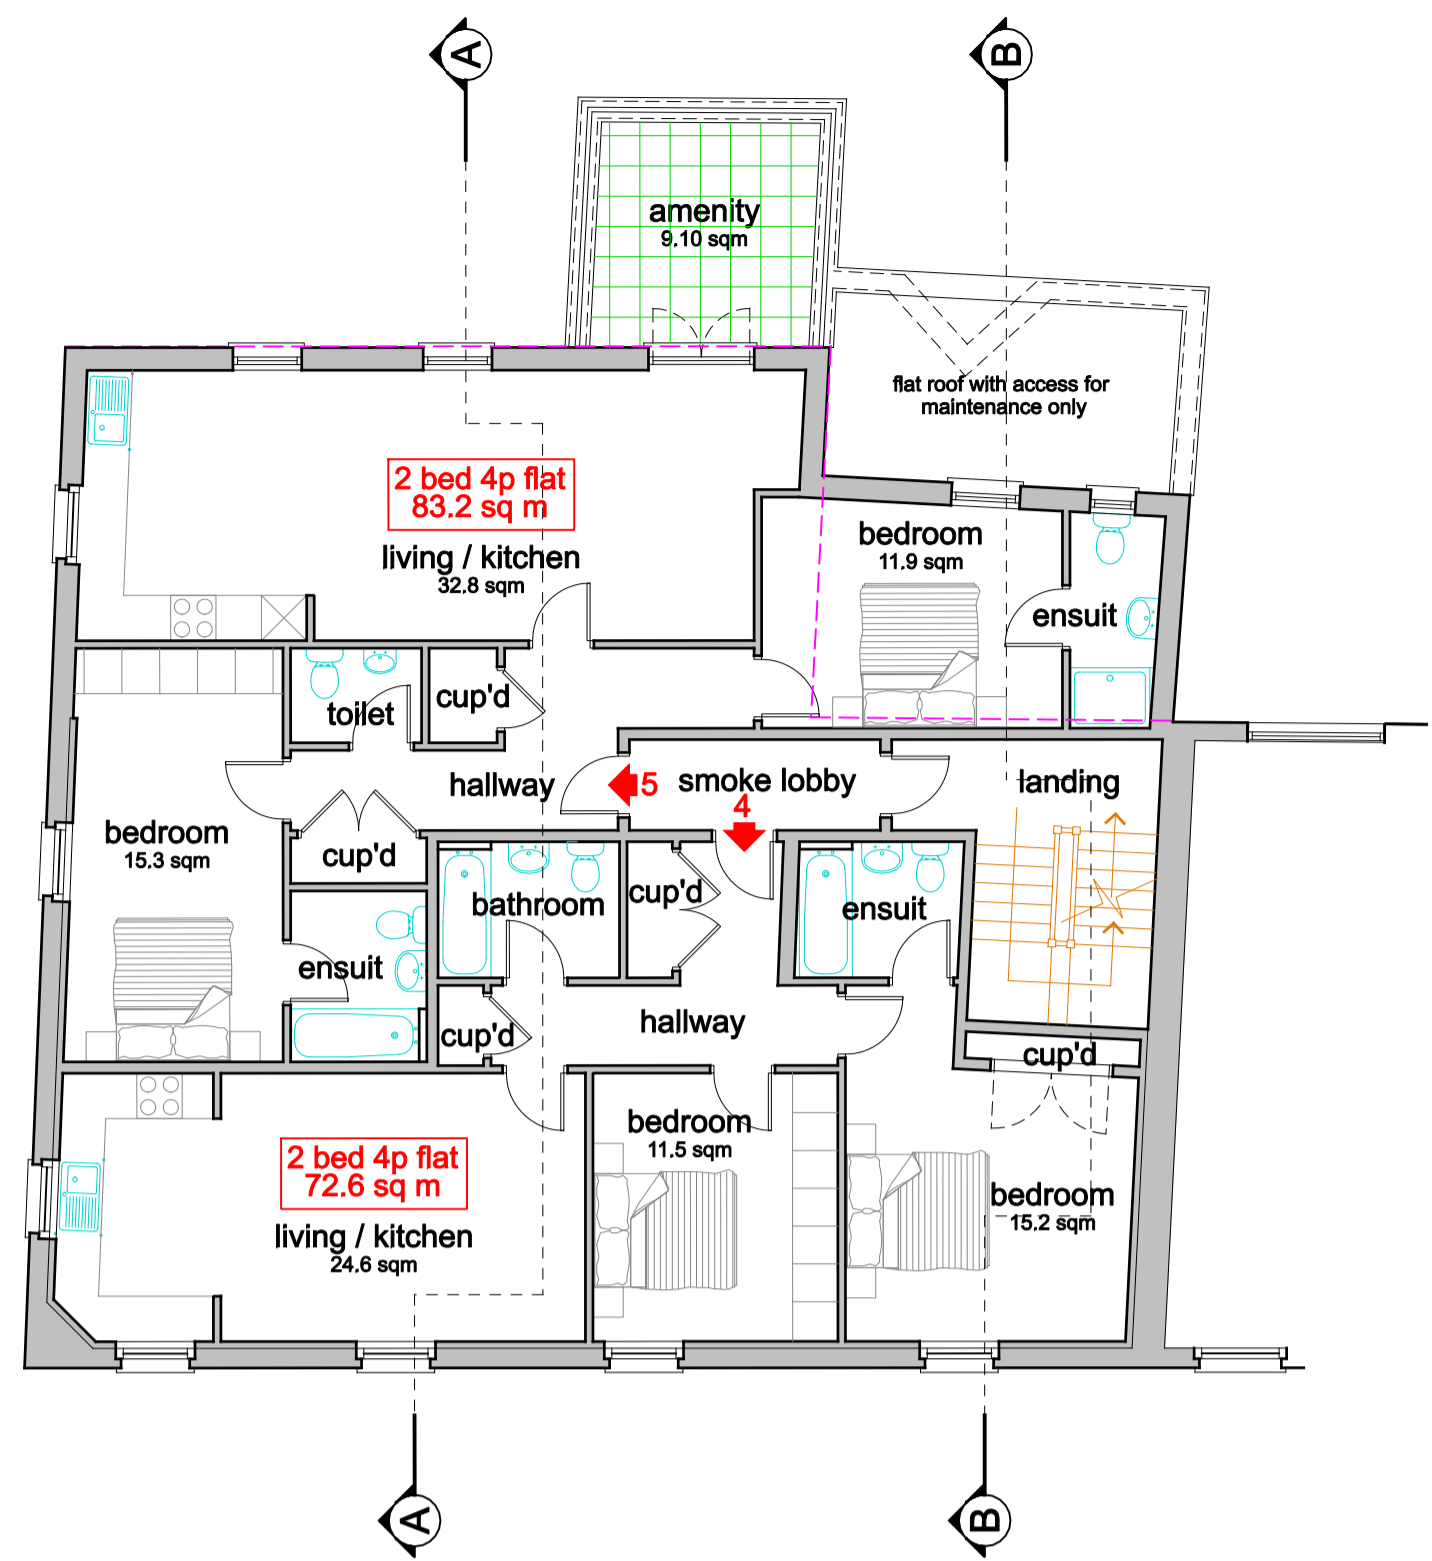 A
B
amenity
9.10 sqm
flat roof with access for
maintenance only
2 bed 4p flat
83.2 sq m
living / kitchen
32.8 sqm
bedroom
11.9 sqm
ensuit
toilet
cup'd
hallway
5
smoke lobby
4
landing
bedroom
15.3 sqm
cup'd
bathroom
cup'd
ensuit
ensuit
cup'd
hallway
cup'd
2 bed 4p flat
72.6 sq m
living / kitchen
24.6 sqm
bedroom
11.5 sqm
bedroom
15.2 sqm
A
B